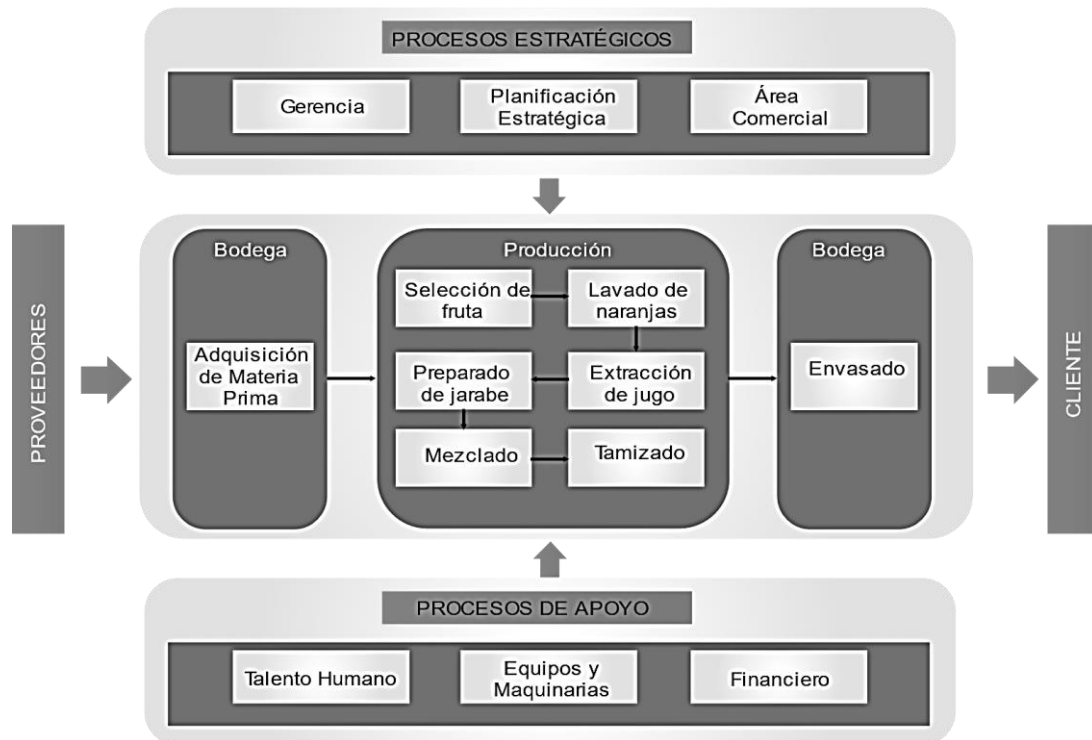 PROCESOS ESTRATÉGICOS
Gerencia
Planificación
Estratégica
Área
Comercial
PROVEEDORES
Bodega
Adquisición
de Materia
Prima
Producción
Selección de
fruta
Lavado de
naranjas
Preparado
de jarabe
Extracción
de jugo
Mezclado
Tamizado
Bodega
Envasado
CLIENTE
PROCESOS DE APOYO
Talento Humano
Equipos y
Maquinarias
Financiero